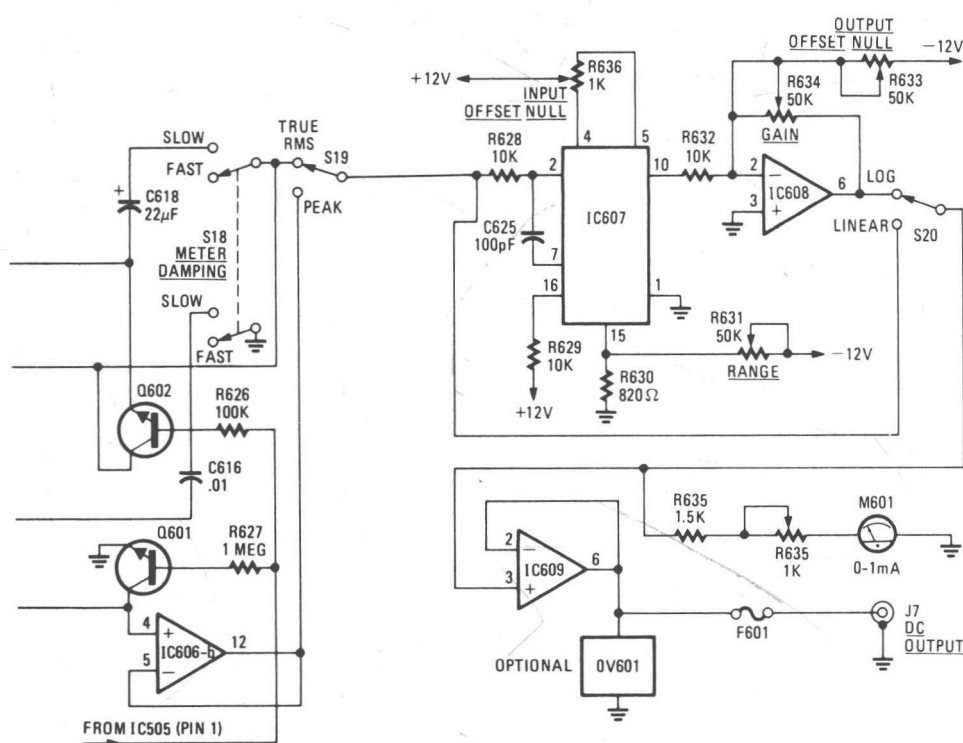 OUTPUT
OFFSET NULL
-12V
+12V
R636
1K
INPUT
OFFSET NULL
R634
50K
R633
50K
GAIN
SLOW
TRUE
RMS
S19
FAST
PEAK
+
C618
22µF
S18
METER
DAMPING
SLOW
FAST
R628
10K
4
5
2
10
R632
10K
C625
100pF
7
IC607
16
1
15
2
-
3
+
IC608
6
LOG
LINEAR
S20
R629
10K
+12V
R630
820Ω
R631
50K
RANGE
-12V
Q602
R626
100K
C616
.01
Q601
R627
1 MEG
4
+
5
-
IC606-b
12
FROM IC505 (PIN 1)
2
-
3
+
IC609
6
R635
1.5K
R635
1K
M601
0-1mA
OPTIONAL
OV601
F601
J7
DC
OUTPUT